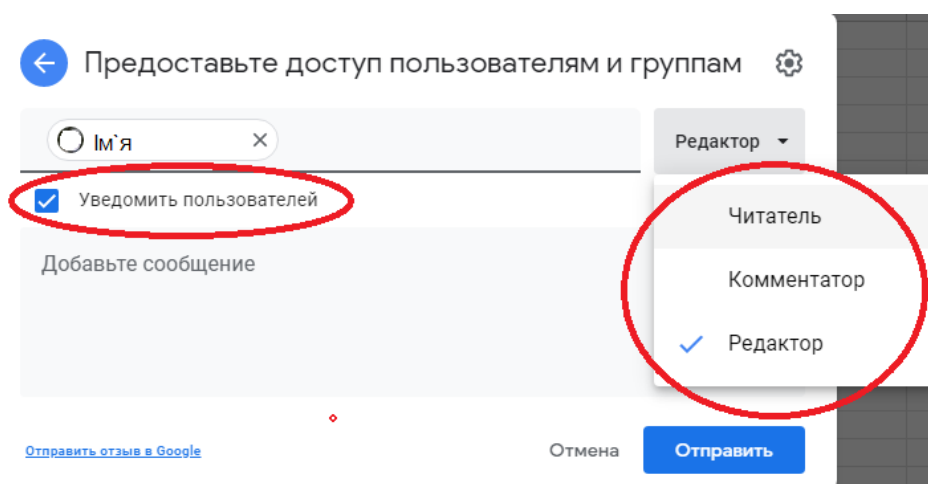 Предоставьте доступ пользователям и группам
Ім`я
Редактор
Уведомить пользователей
Читатель
Добавьте сообщение
Комментатор
Редактор
Отправить отзыв в Google
Отмена
Отправить